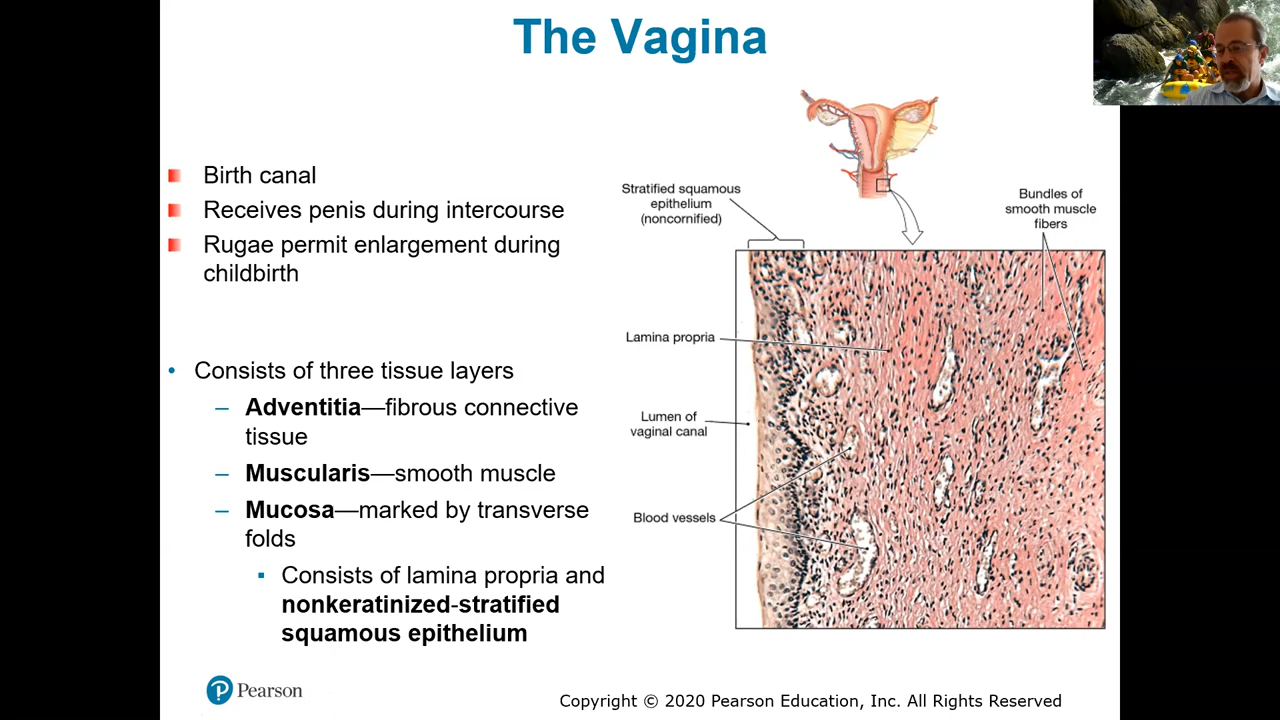 The Vagina
Birth canal
Receives penis during intercourse
Rugae permit enlargement during
childbirth
Consists of three tissue layers
– Adventitia—fibrous connective
tissue
– Muscularis—smooth muscle
– Mucosa—marked by transverse
folds
Consists of lamina propria and
nonkeratinized-stratified
squamous epithelium
Stratified squamous
epithelium
(noncornified)
Bundles of
smooth muscle
fibers
Lamina propria
Lumen of
vaginal canal
Blood vessels
Pearson
Copyright © 2020 Pearson Education, Inc. All Rights Reserved